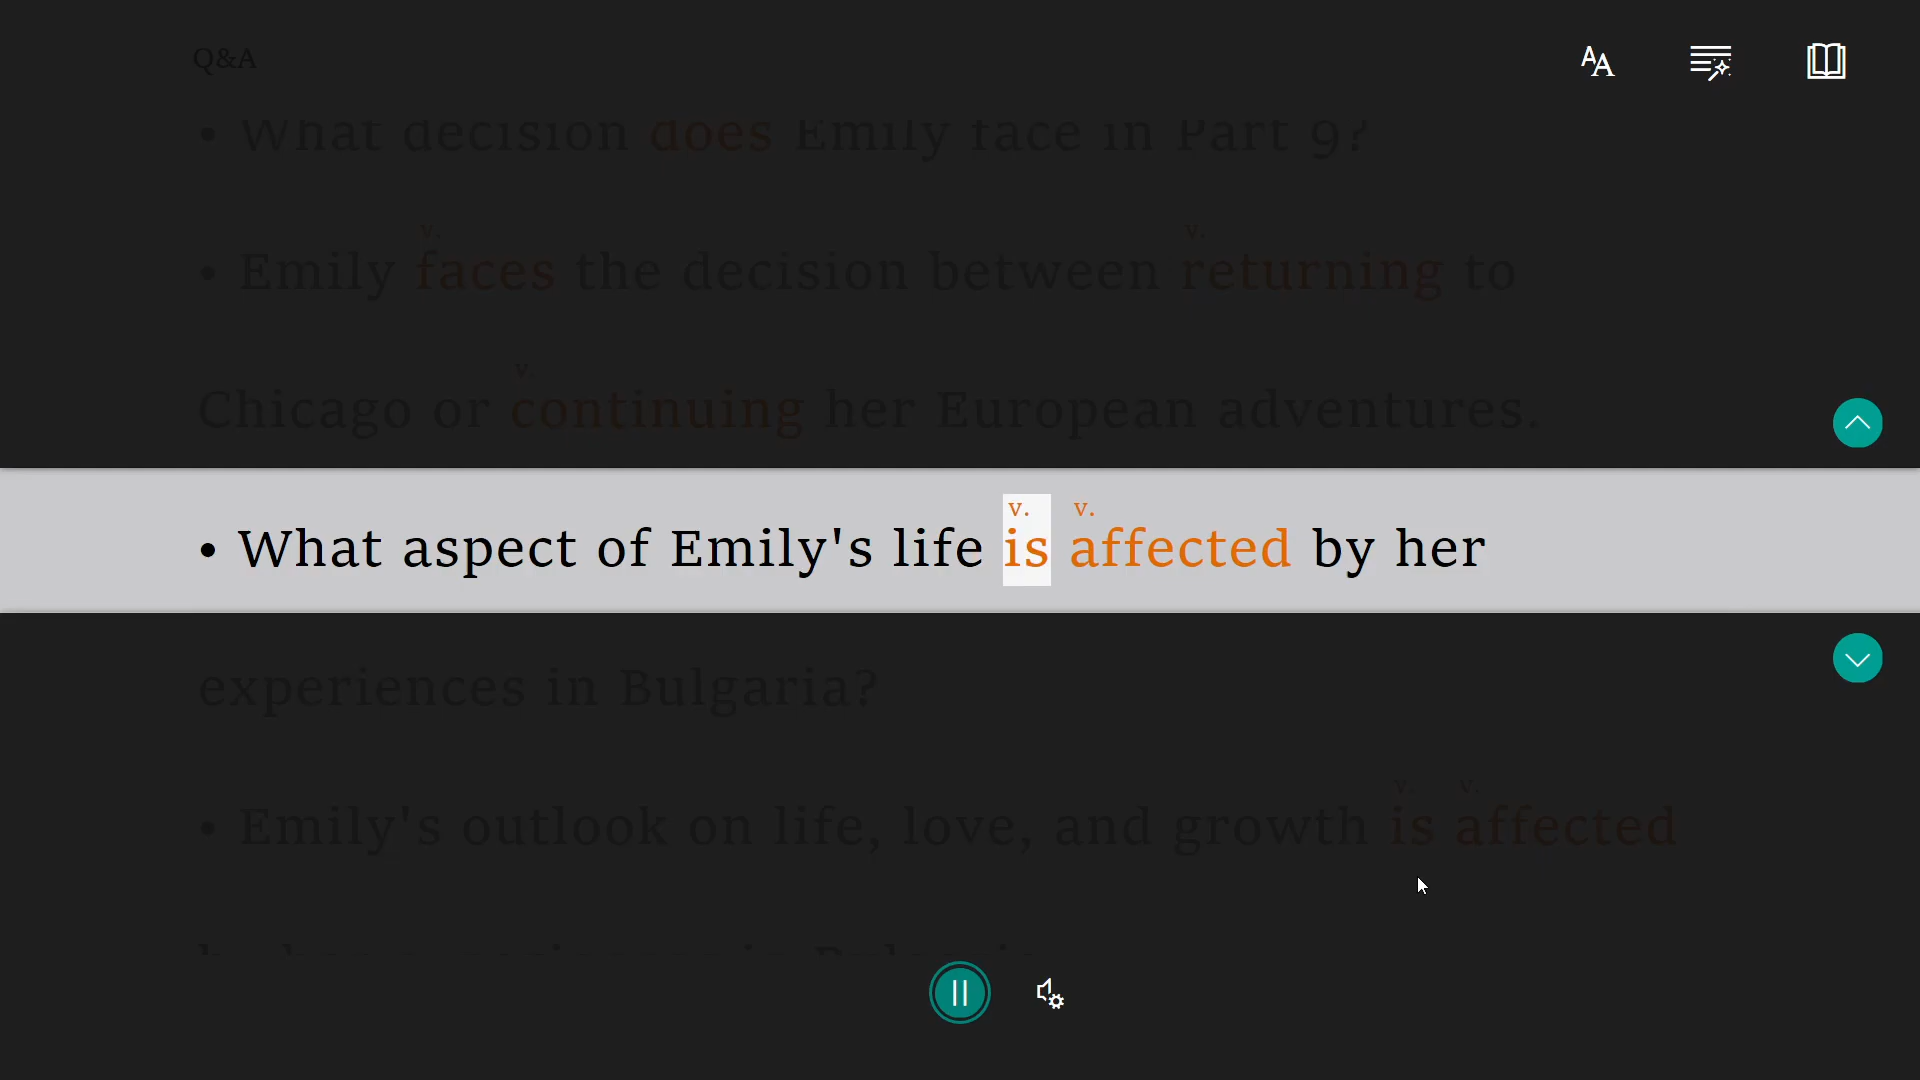 Q&A
• What decision does Emily face in Part 9?
v. v.
• Emily faces the decision between returning to
v.
Chicago or continuing her European adventures.
v. v.
• What aspect of Emily's life is affected by her
experiences in Bulgaria?
v. v.
• Emily's outlook on life, love, and growth is affected